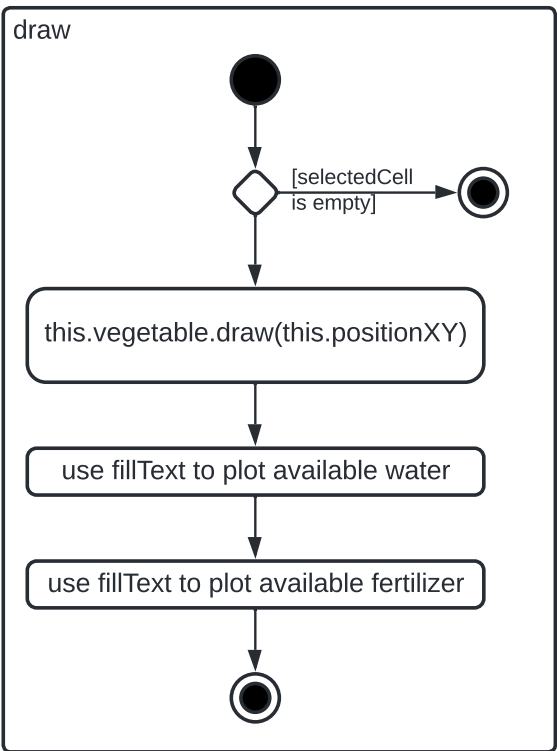 draw
[selectedCell
is empty]
this.vegetable.draw(this.positionXY)
use fillText to plot available water
use fillText to plot available fertilizer